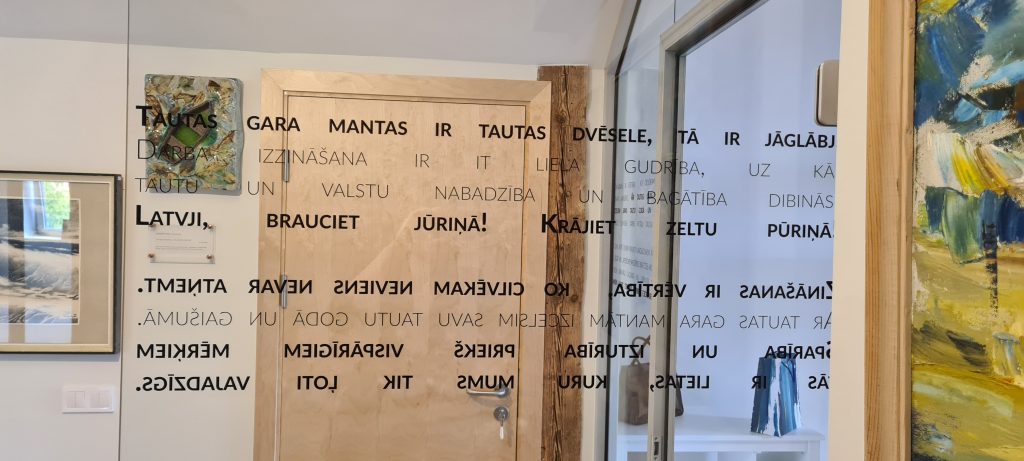 Tautas gara mantas ir tautas dvēsele, tā ir jāglābj
Darba izzināšana ir it liela gudrība, uz kā
tautu un valstu nabadzība un bagātība dibinās
Latvji, brauciet jūriņā! Krājiet zeltu pūriņā
Zināšanas ir vērtība, ko cilvēkam neviens nevar atņemt.
Ar tautas gara mantām izcelsim savu tautu godā un gaišumā.
Sparība un izturība priekš vispārīgiem mērķiem
tās ir lietas, kuru mums tik ļoti vajadzīgs.